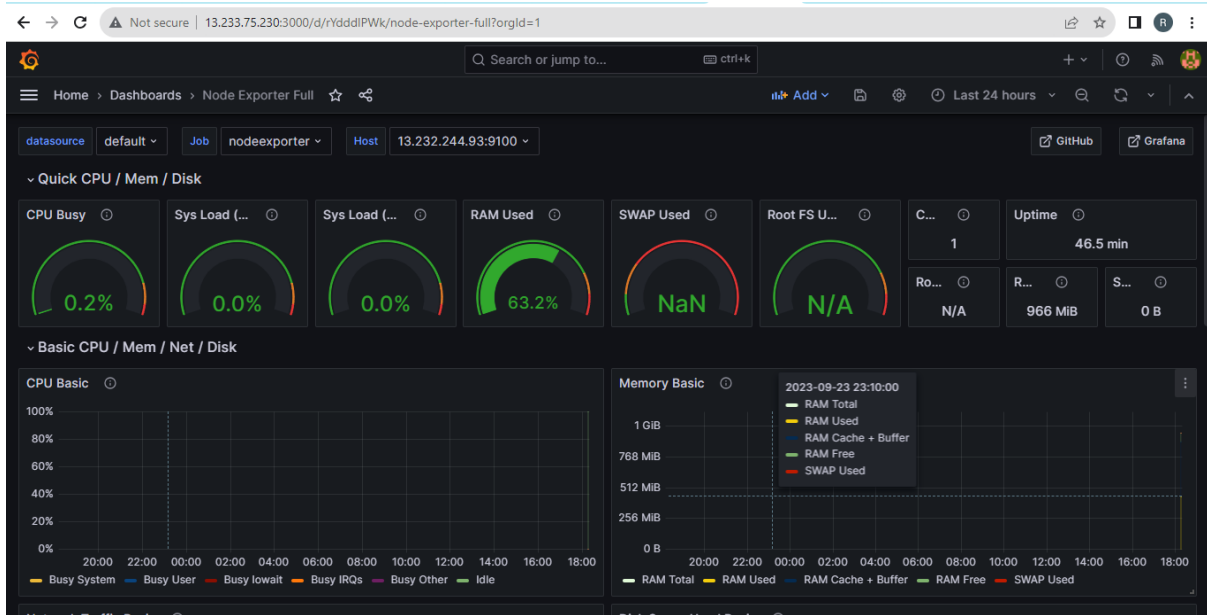 Not secure | 13.233.75.230:3000/d/rYdddlPWk/node-exporter-full?orgId=1
R
Search or jump to... ctrl+k
Home › Dashboards › Node Exporter Full
Add
Last 24 hours
datasource default Job nodeexporter Host 13.232.244.93:9100
GitHub Grafana
Quick CPU / Mem / Disk
CPU Busy
0.2%
Sys Load (...
0.0%
Sys Load (...
0.0%
RAM Used
63.2%
SWAP Used
NaN
Root FS U...
N/A
C...
1
Uptime
46.5 min
Ro...
N/A
R...
966 MiB
S...
0 B
Basic CPU / Mem / Net / Disk
CPU Basic
100%
80%
60%
40%
20%
0%
20:00 22:00 00:00 02:00 04:00 06:00 08:00 10:00 12:00 14:00 16:00 18:00
Busy System Busy User Busy Iowait Busy IRQs Busy Other Idle
Memory Basic
2023-09-23 23:10:00
RAM Total
RAM Used
RAM Cache + Buffer
RAM Free
SWAP Used
1 GiB
768 MiB
512 MiB
256 MiB
0 B
20:00 22:00 00:00 02:00 04:00 06:00 08:00 10:00 12:00 14:00 16:00 18:00
RAM Total RAM Used RAM Cache + Buffer RAM Free SWAP Used